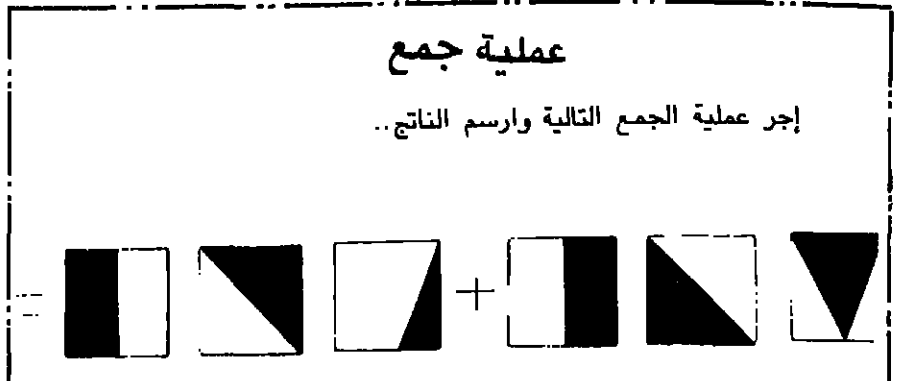 عملية جمع
إجر عملية الجمع التالية وارسم الناتج..
+ =